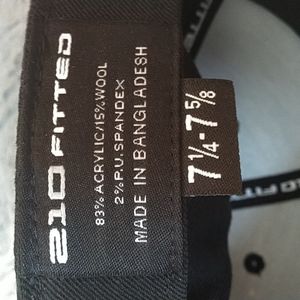 210 FITTED
83% ACRYLIC/15% WOOL
2% P.U. SPANDEX
MADE IN BANGLADESH
7¼-7⅝